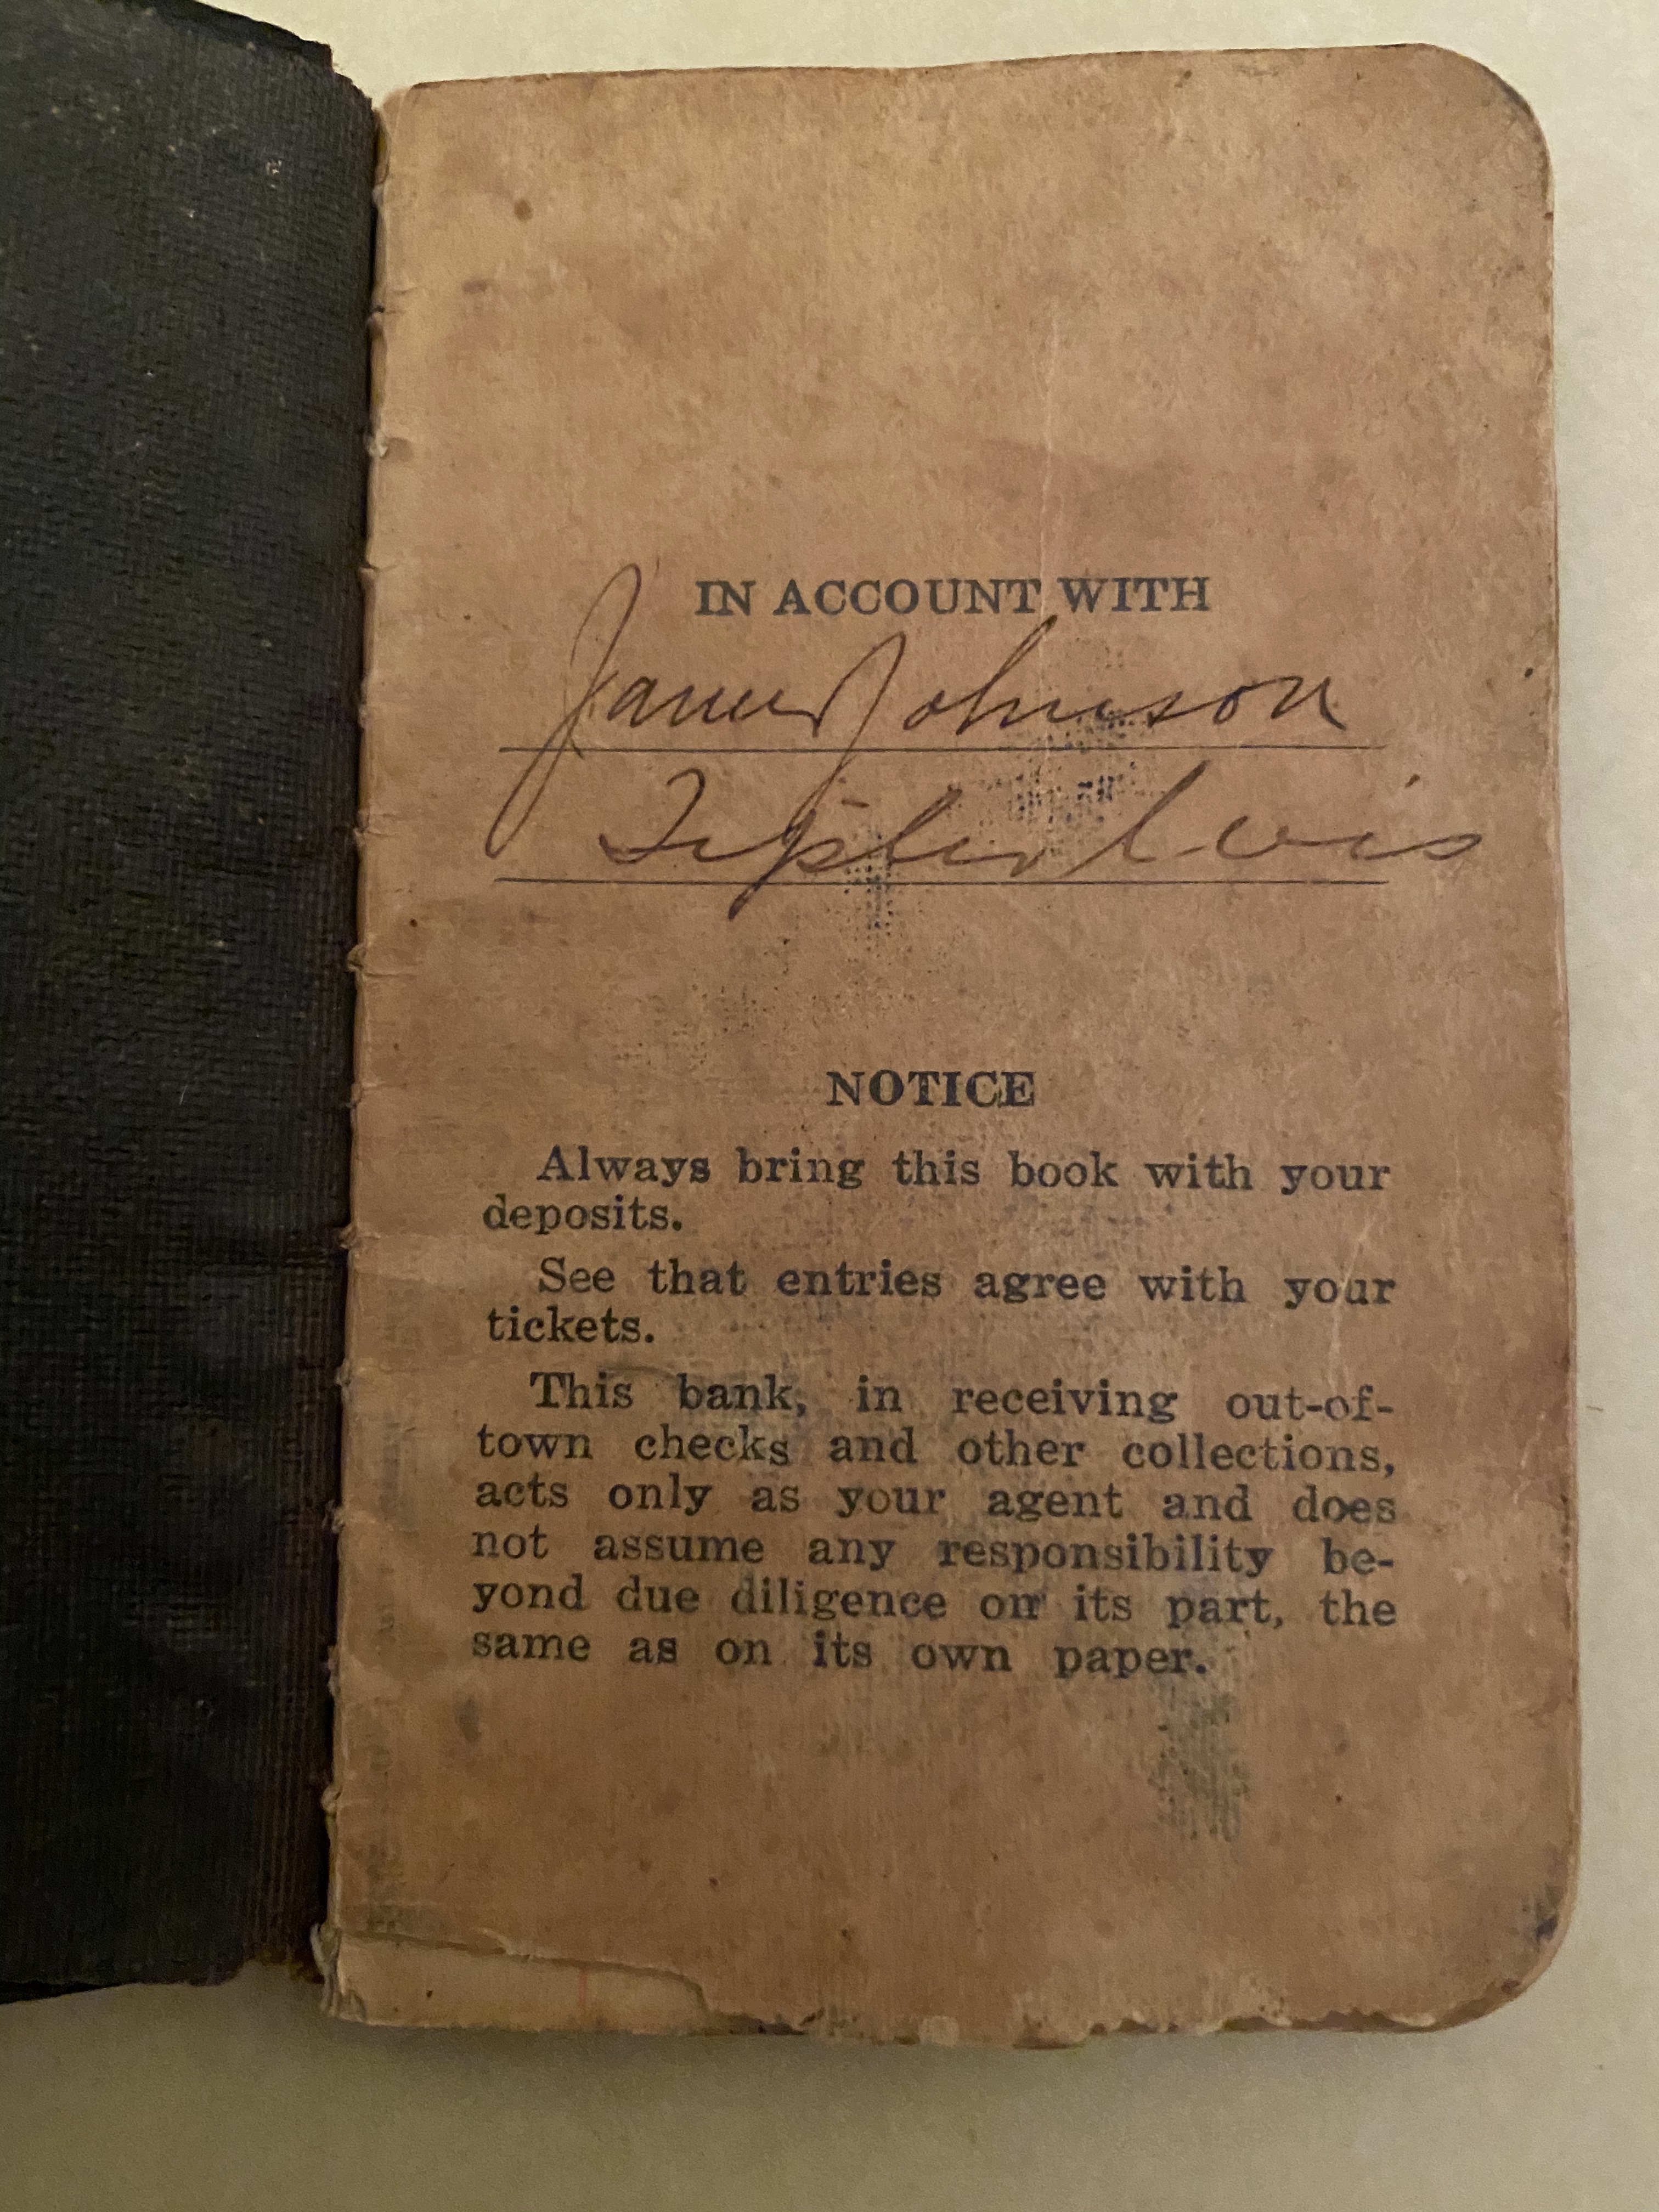 IN ACCOUNT WITH
James Johnson
NOTICE
Always bring this book with your
deposits.
See that entries agree with your
tickets.
This bank, in receiving out-of-
town checks and other collections,
acts only as your agent and does
not assume any responsibility be-
yond due diligence on its part, the
same as on its own paper.